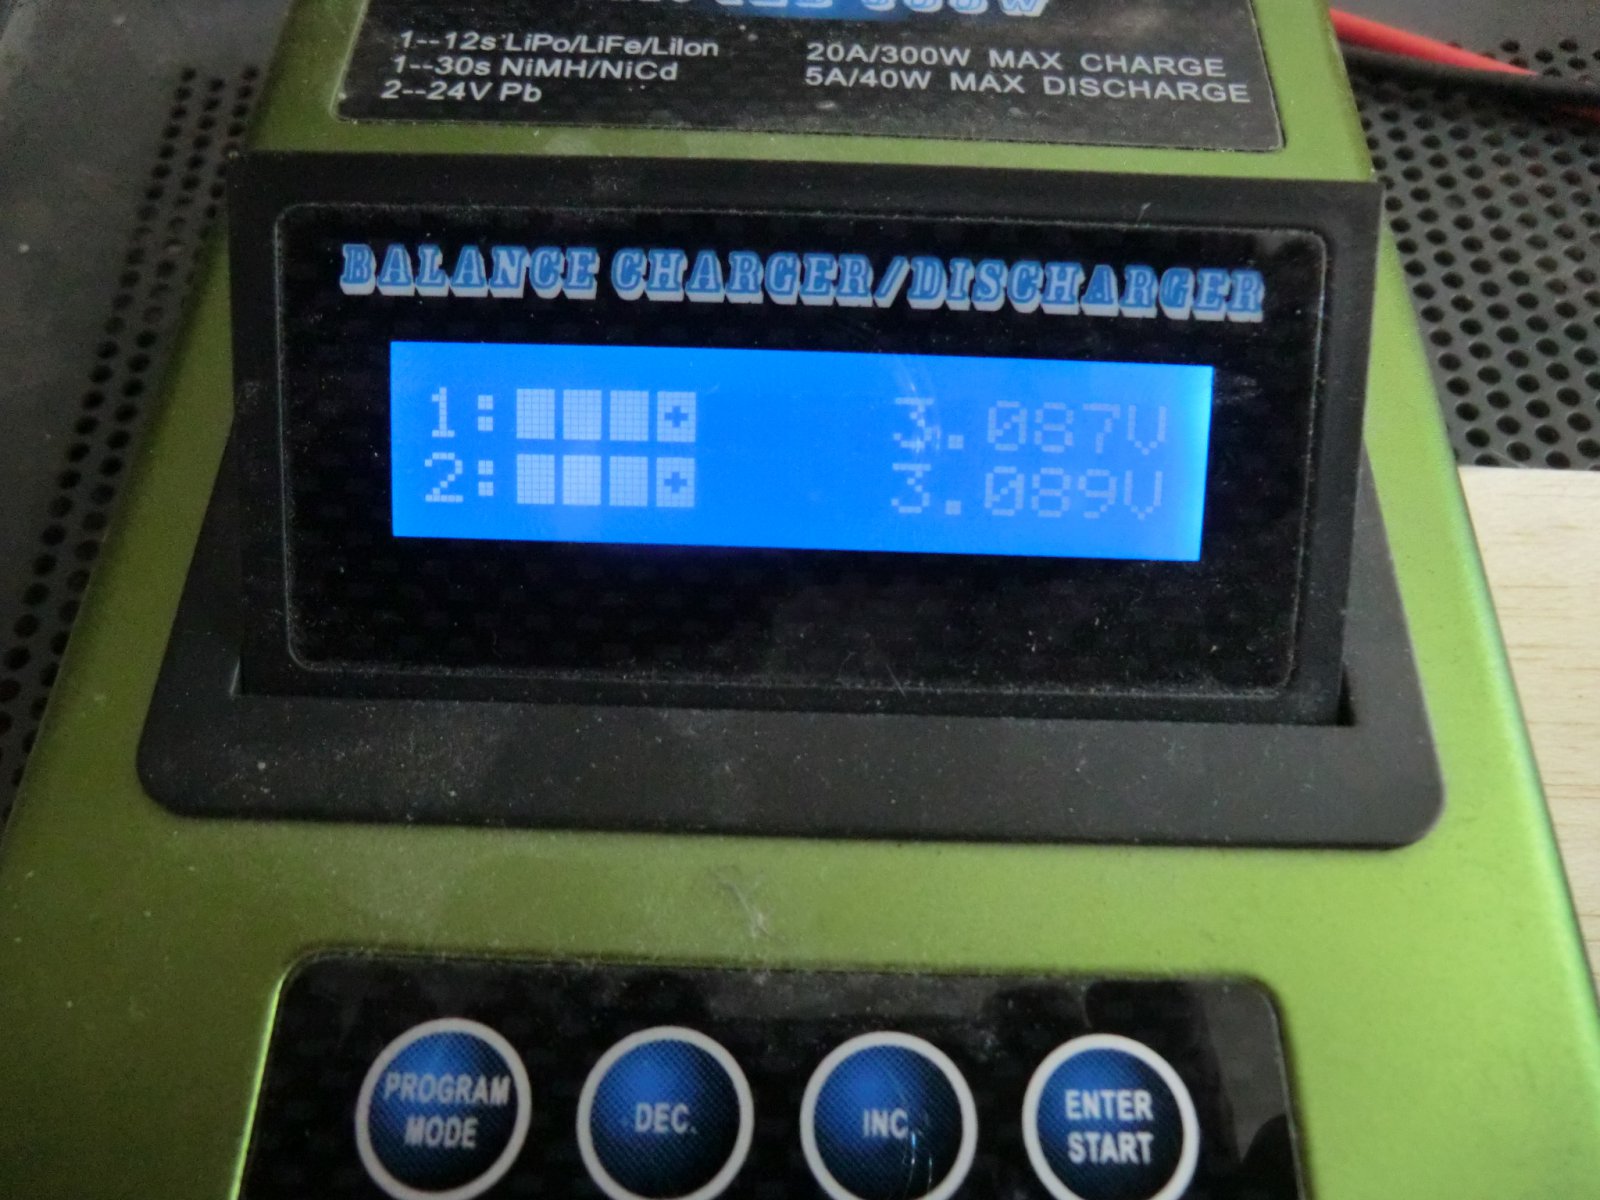 1--12s LiPo/LiFe/LiIon
1--30s NiMH/NiCd
2--24V Pb
20A/300W MAX CHARGE
5A/40W MAX DISCHARGE
BALANCE CHARGER/DISCHARGER
1: 3.087V
2: 3.089V
PROGRAM
MODE
DEC.
INC.
ENTER
START